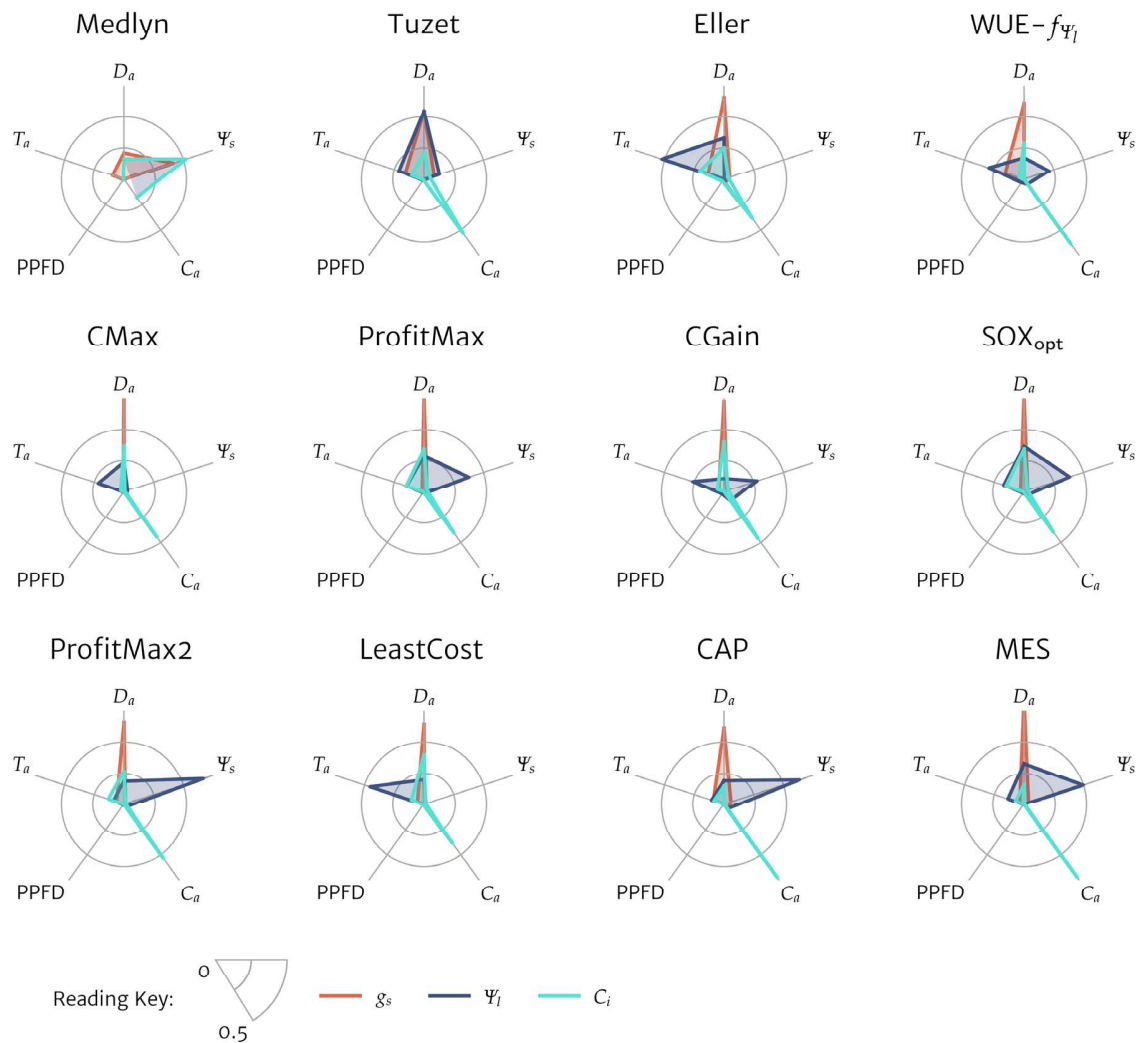 Medlyn Tuzet Eller WUE–fΨl
Da Da Da Da
Ta Ψs Ta Ψs Ta Ψs Ta Ψs
PPFD Ca PPFD Ca PPFD Ca PPFD Ca
CMax ProfitMax CGain SOXopt
Da Da Da Da
Ta Ψs Ta Ψs Ta Ψs Ta Ψs
PPFD Ca PPFD Ca PPFD Ca PPFD Ca
ProfitMax2 LeastCost CAP MES
Da Da Da Da
Ta Ψs Ta Ψs Ta Ψs Ta Ψs
PPFD Ca PPFD Ca PPFD Ca PPFD Ca
0
Reading Key: gs Ψl Ci
0.5